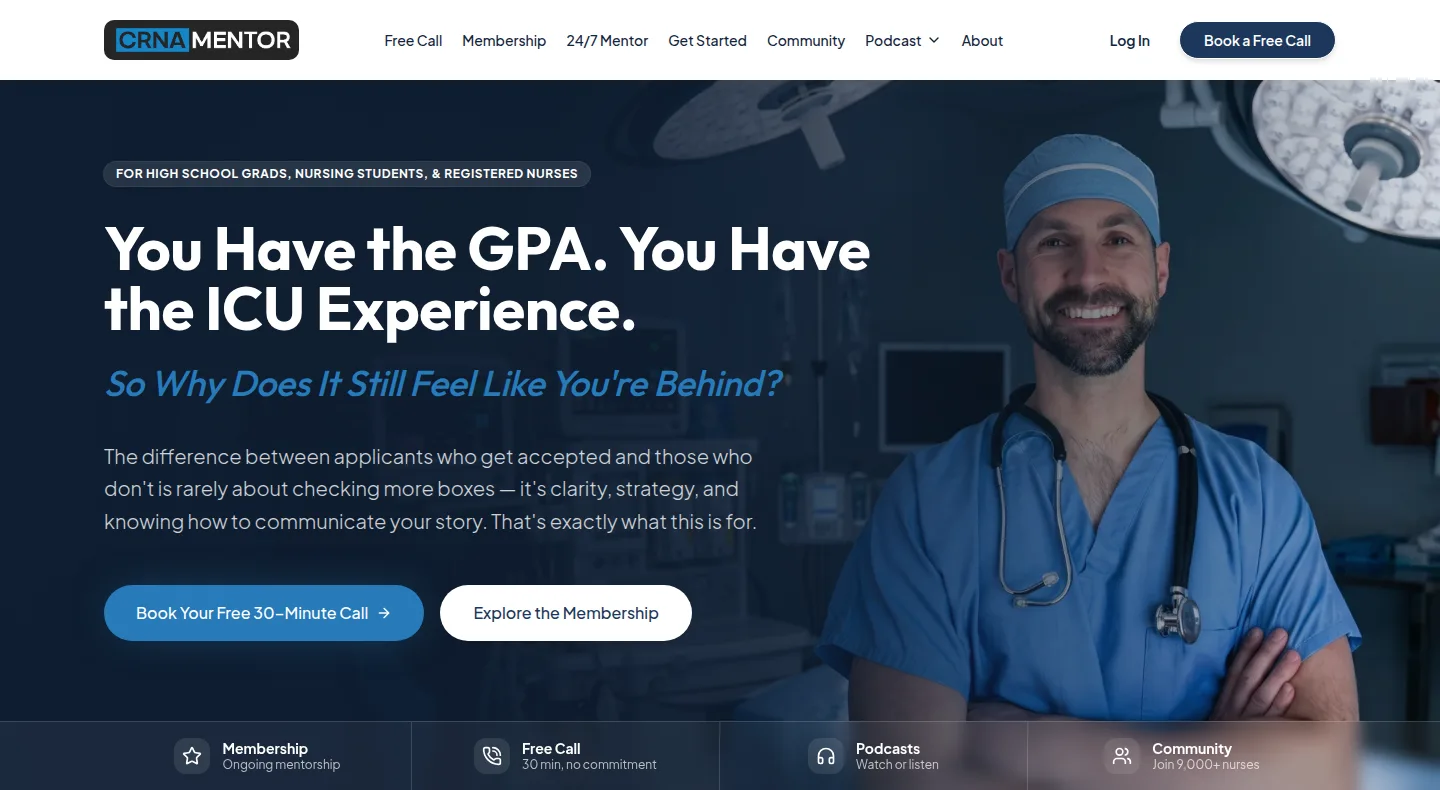 CRNA MENTOR
Free Call
Membership
24/7 Mentor
Get Started
Community
Podcast
About
Log In
Book a Free Call
FOR HIGH SCHOOL GRADS, NURSING STUDENTS, & REGISTERED NURSES
You Have the GPA. You Have
the ICU Experience.
So Why Does It Still Feel Like You're Behind?
The difference between applicants who get accepted and those who
don't is rarely about checking more boxes — it's clarity, strategy, and
knowing how to communicate your story. That's exactly what this is for.
Book Your Free 30-Minute Call →
Explore the Membership
Membership
Ongoing mentorship
Free Call
30 min, no commitment
Podcasts
Watch or listen
Community
Join 9,000+ nurses